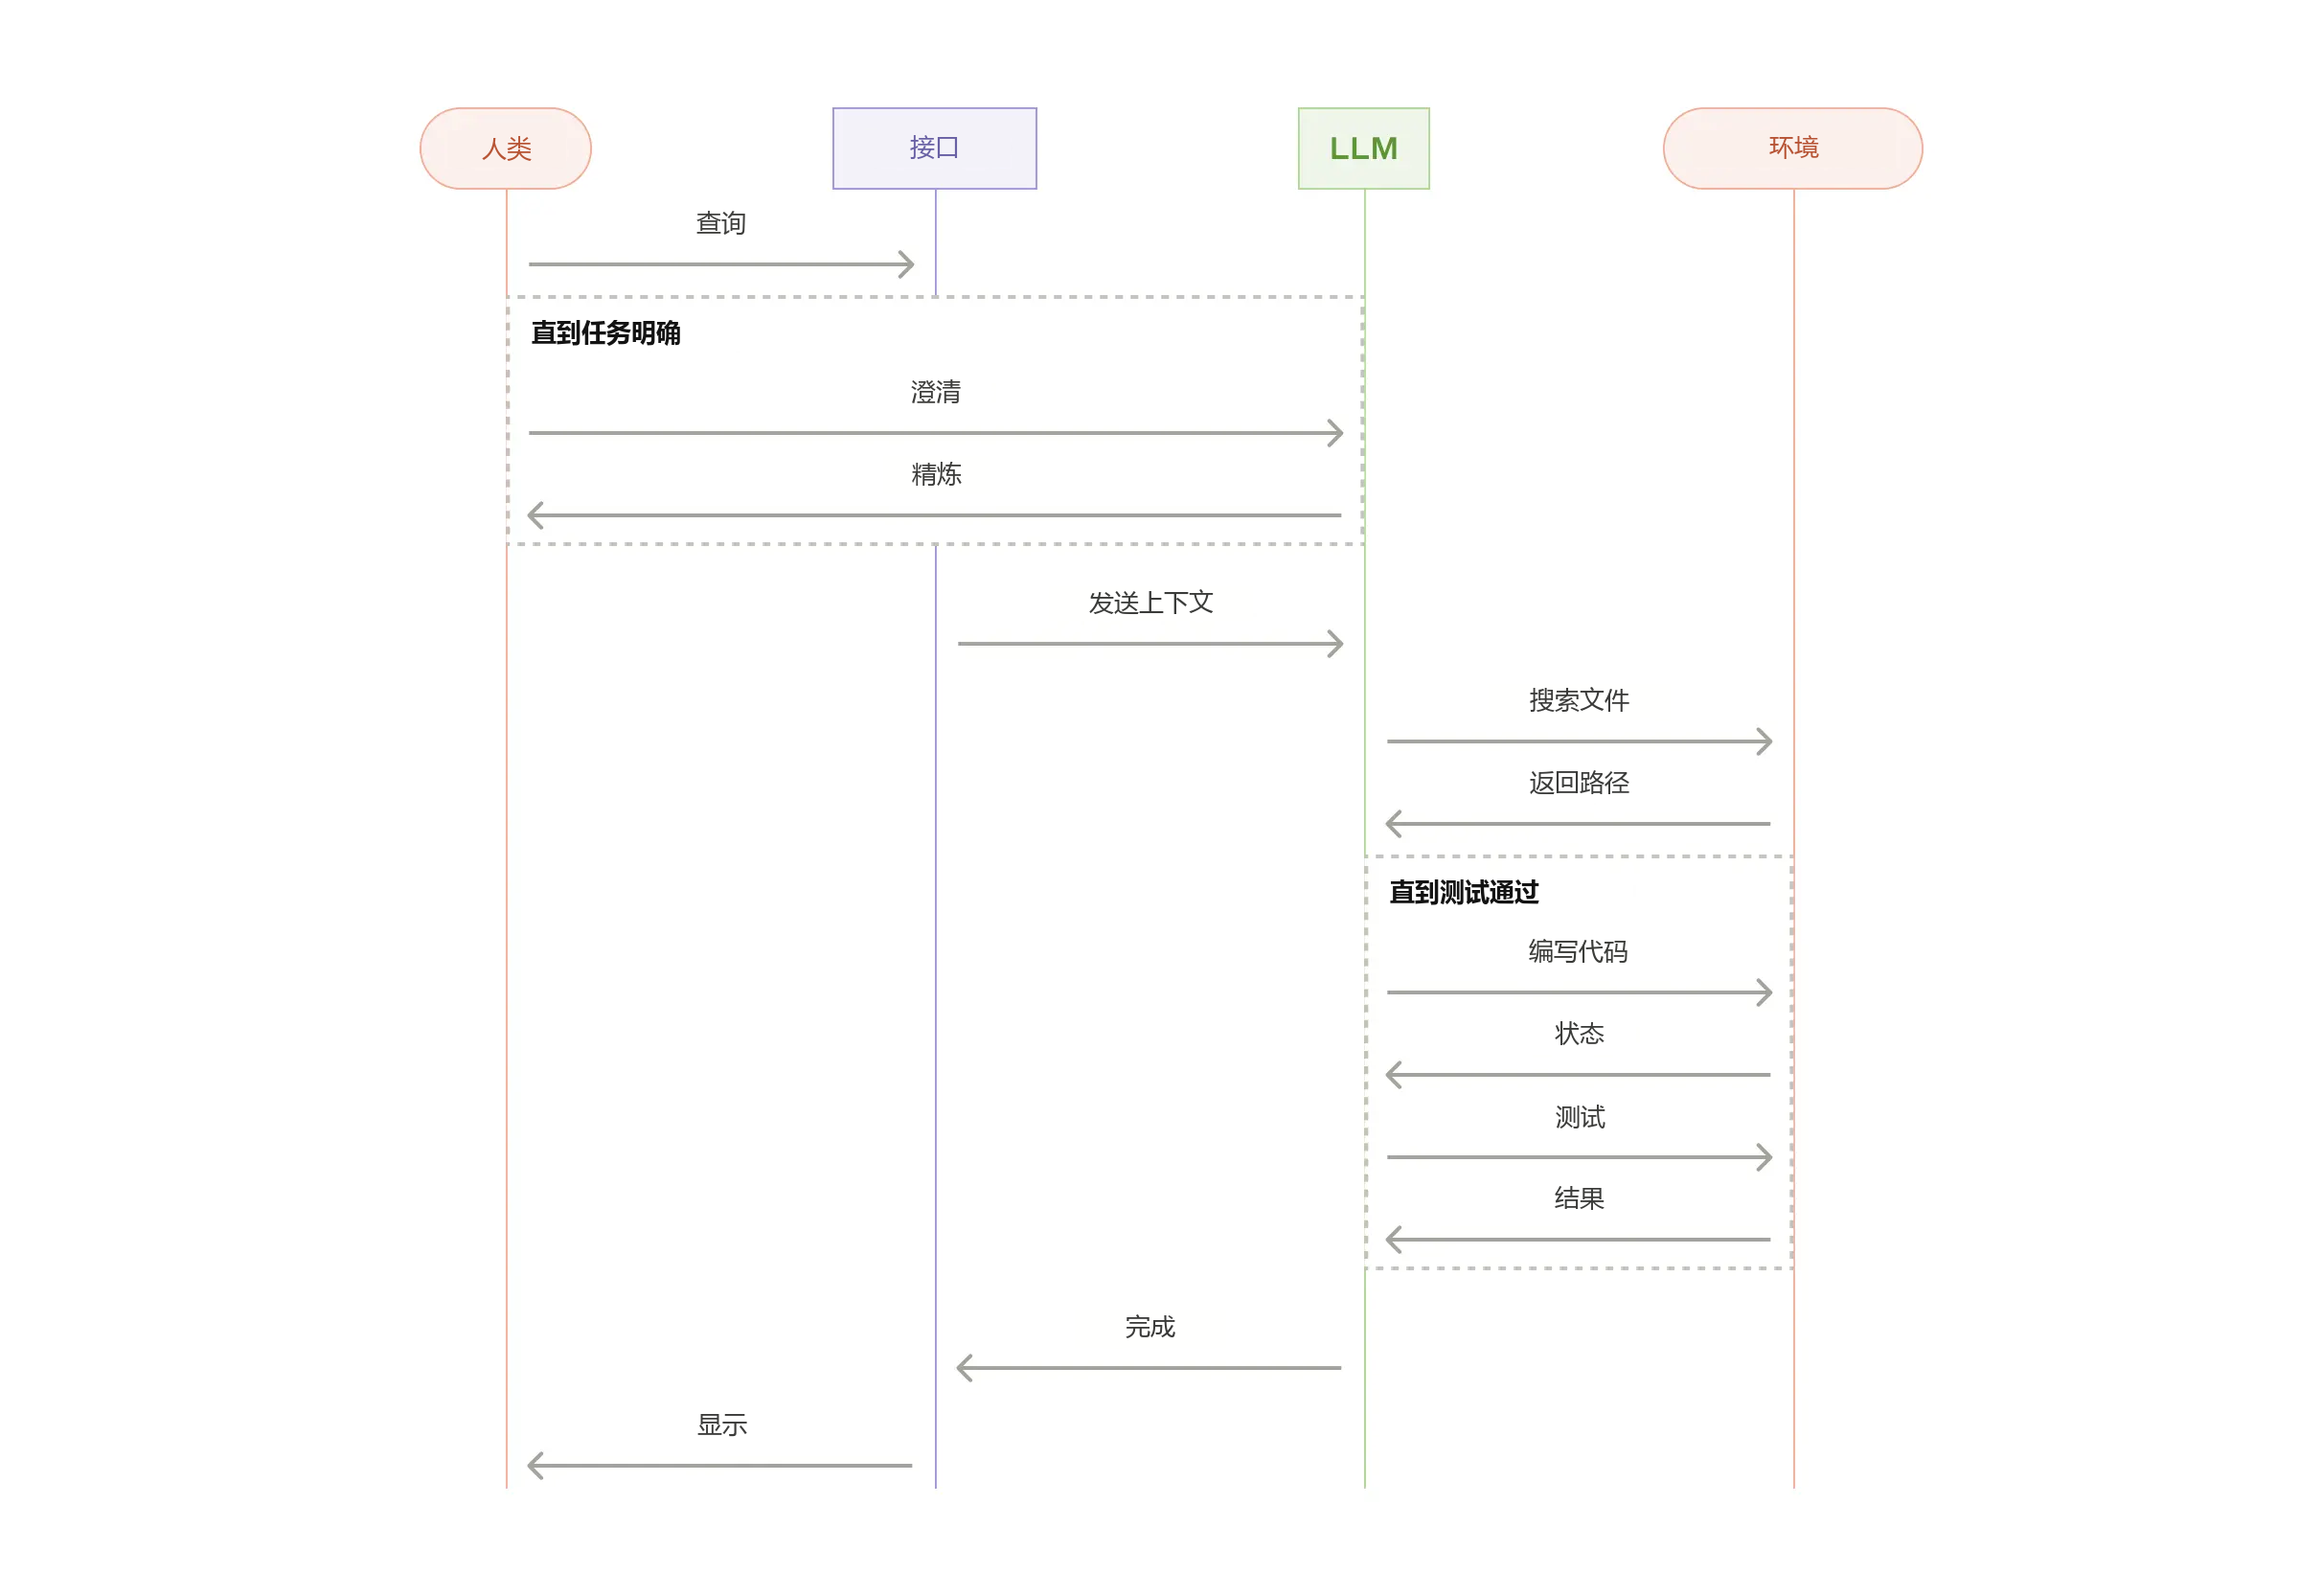 人类
接口
LLM
环境
查询
直到任务明确
澄清
精炼
发送上下文
搜索文件
返回路径
直到测试通过
编写代码
状态
测试
结果
完成
显示